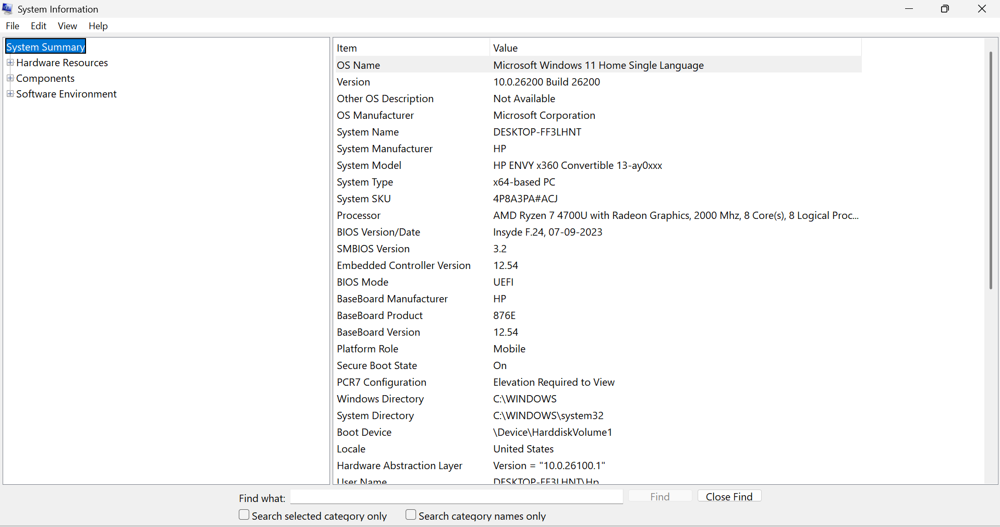 System Information
File Edit View Help
System Summary
Hardware Resources
Components
Software Environment
Item Value
OS Name Microsoft Windows 11 Home Single Language
Version 10.0.26200 Build 26200
Other OS Description Not Available
OS Manufacturer Microsoft Corporation
System Name DESKTOP-FF3LHNT
System Manufacturer HP
System Model HP ENVY x360 Convertible 13-ay0xxx
System Type x64-based PC
System SKU 4P8A3PA#ACJ
Processor AMD Ryzen 7 4700U with Radeon Graphics, 2000 Mhz, 8 Core(s), 8 Logical Proc...
BIOS Version/Date Insyde F.24, 07-09-2023
SMBIOS Version 3.2
Embedded Controller Version 12.54
BIOS Mode UEFI
BaseBoard Manufacturer HP
BaseBoard Product 876E
BaseBoard Version 12.54
Platform Role Mobile
Secure Boot State On
PCR7 Configuration Elevation Required to View
Windows Directory C:\WINDOWS
System Directory C:\WINDOWS\system32
Boot Device \Device\HarddiskVolume1
Locale United States
Hardware Abstraction Layer Version = "10.0.26100.1"
User Name DESKTOP-FF3LHNT\Hp
Find what: Find Close Find
Search selected category only Search category names only